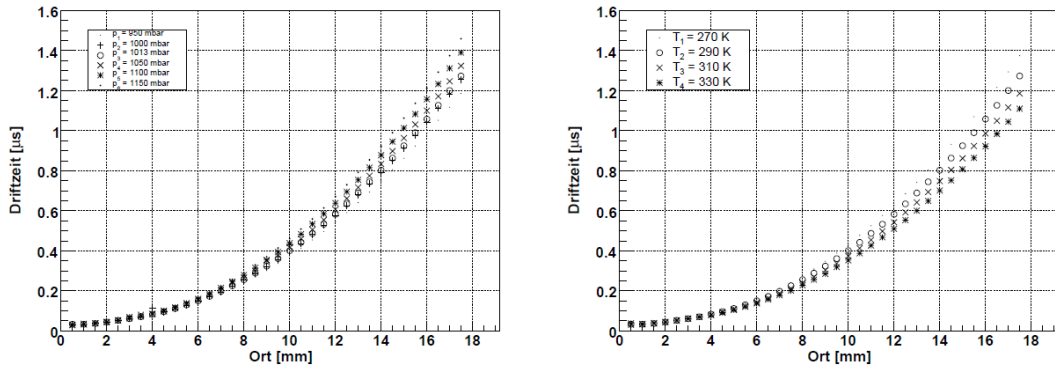 1.6
1.4
1.2
1
0.8
0.6
0.4
0.2
0
p1 = 950 mbar
p2 = 1000 mbar
p3 = 1013 mbar
p4 = 1050 mbar
p5 = 1100 mbar
p6 = 1150 mbar
Driftzeit [µs]
0 2 4 6 8 10 12 14 16 18
Ort [mm]
1.6
1.4
1.2
1
0.8
0.6
0.4
0.2
0
T1 = 270 K
T2 = 290 K
T3 = 310 K
T4 = 330 K
Driftzeit [µs]
0 2 4 6 8 10 12 14 16 18
Ort [mm]